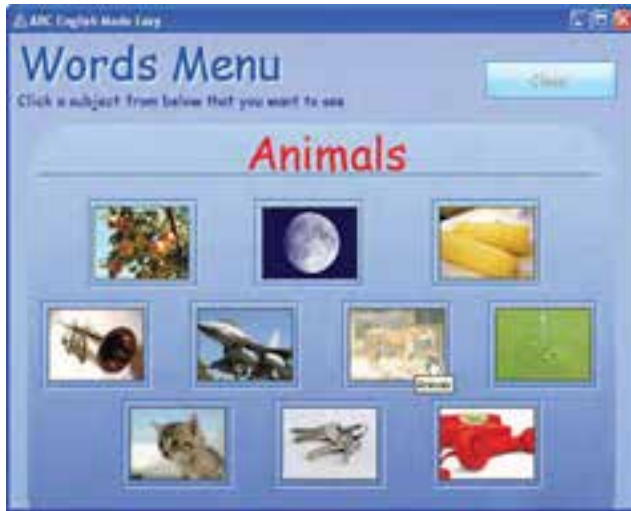 ABC English Made Easy
Words Menu
Close
Click a subject from below that you want to see
Animals